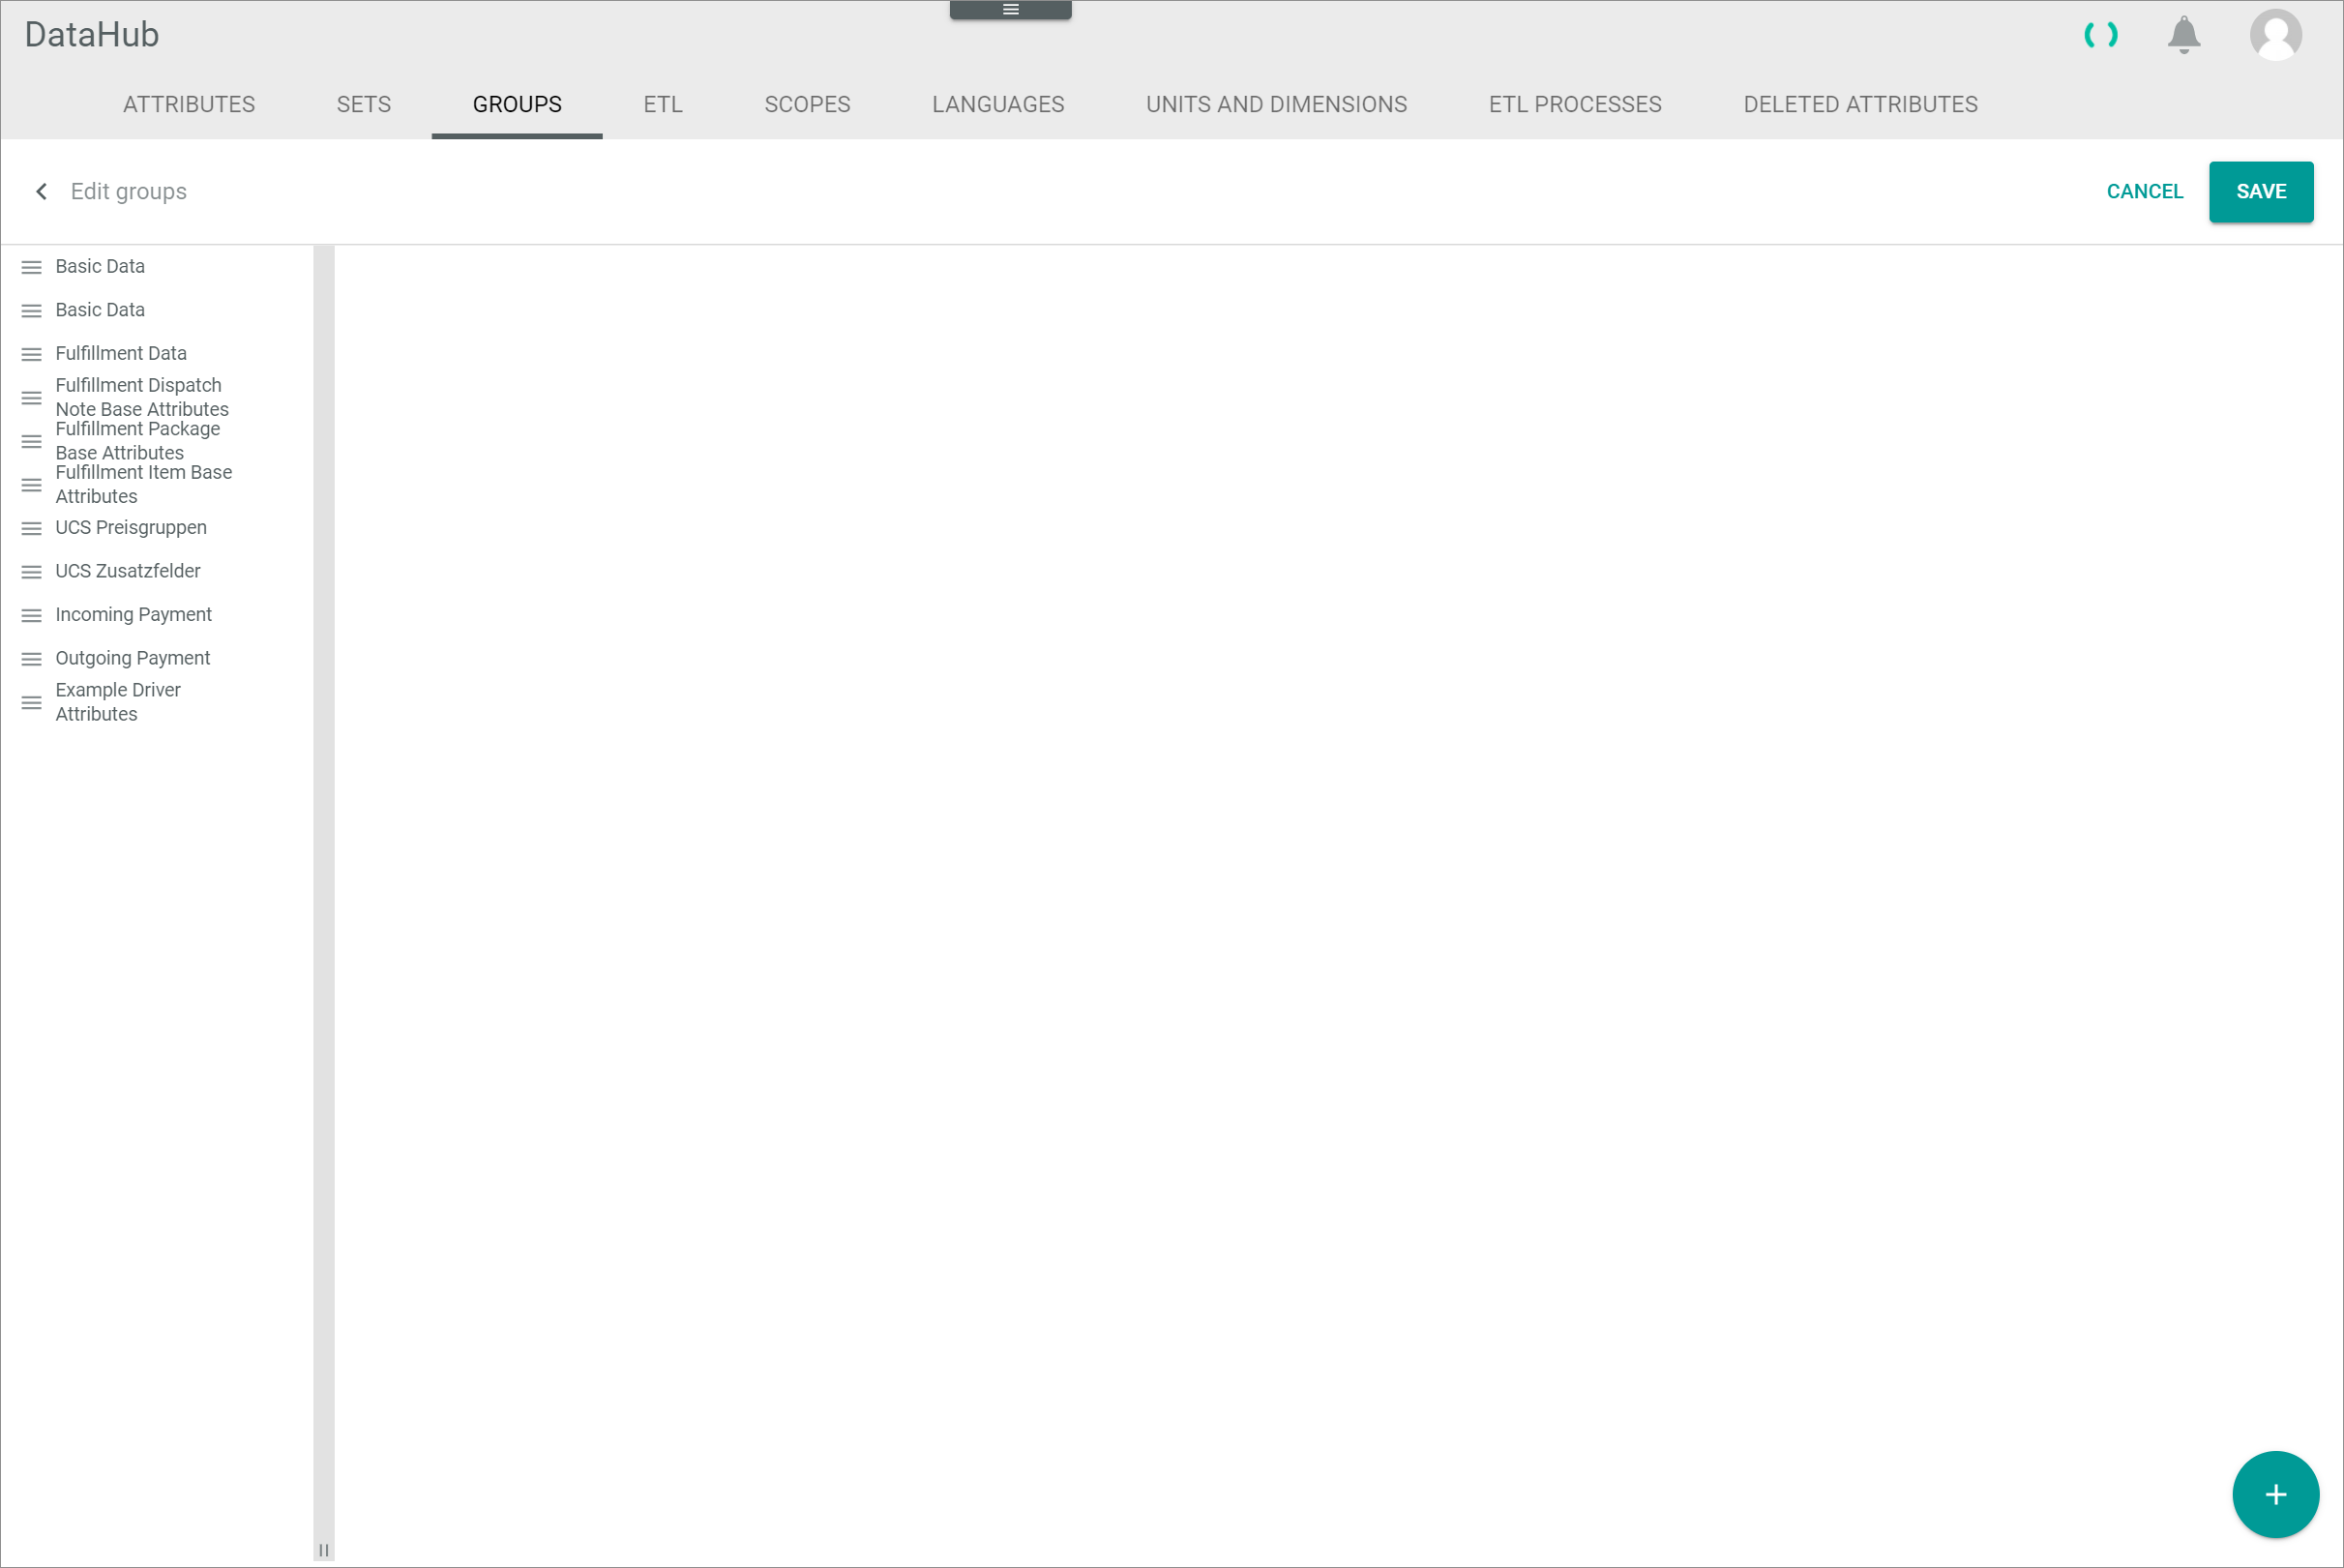 DataHub
ATTRIBUTES SETS GROUPS ETL SCOPES LANGUAGES UNITS AND DIMENSIONS ETL PROCESSES DELETED ATTRIBUTES
Edit groups CANCEL SAVE
Basic Data
Basic Data
Fulfillment Data
Fulfillment Dispatch
Note Base Attributes
Fulfillment Package
Base Attributes
Fulfillment Item Base
Attributes
UCS Preisgruppen
UCS Zusatzfelder
Incoming Payment
Outgoing Payment
Example Driver
Attributes